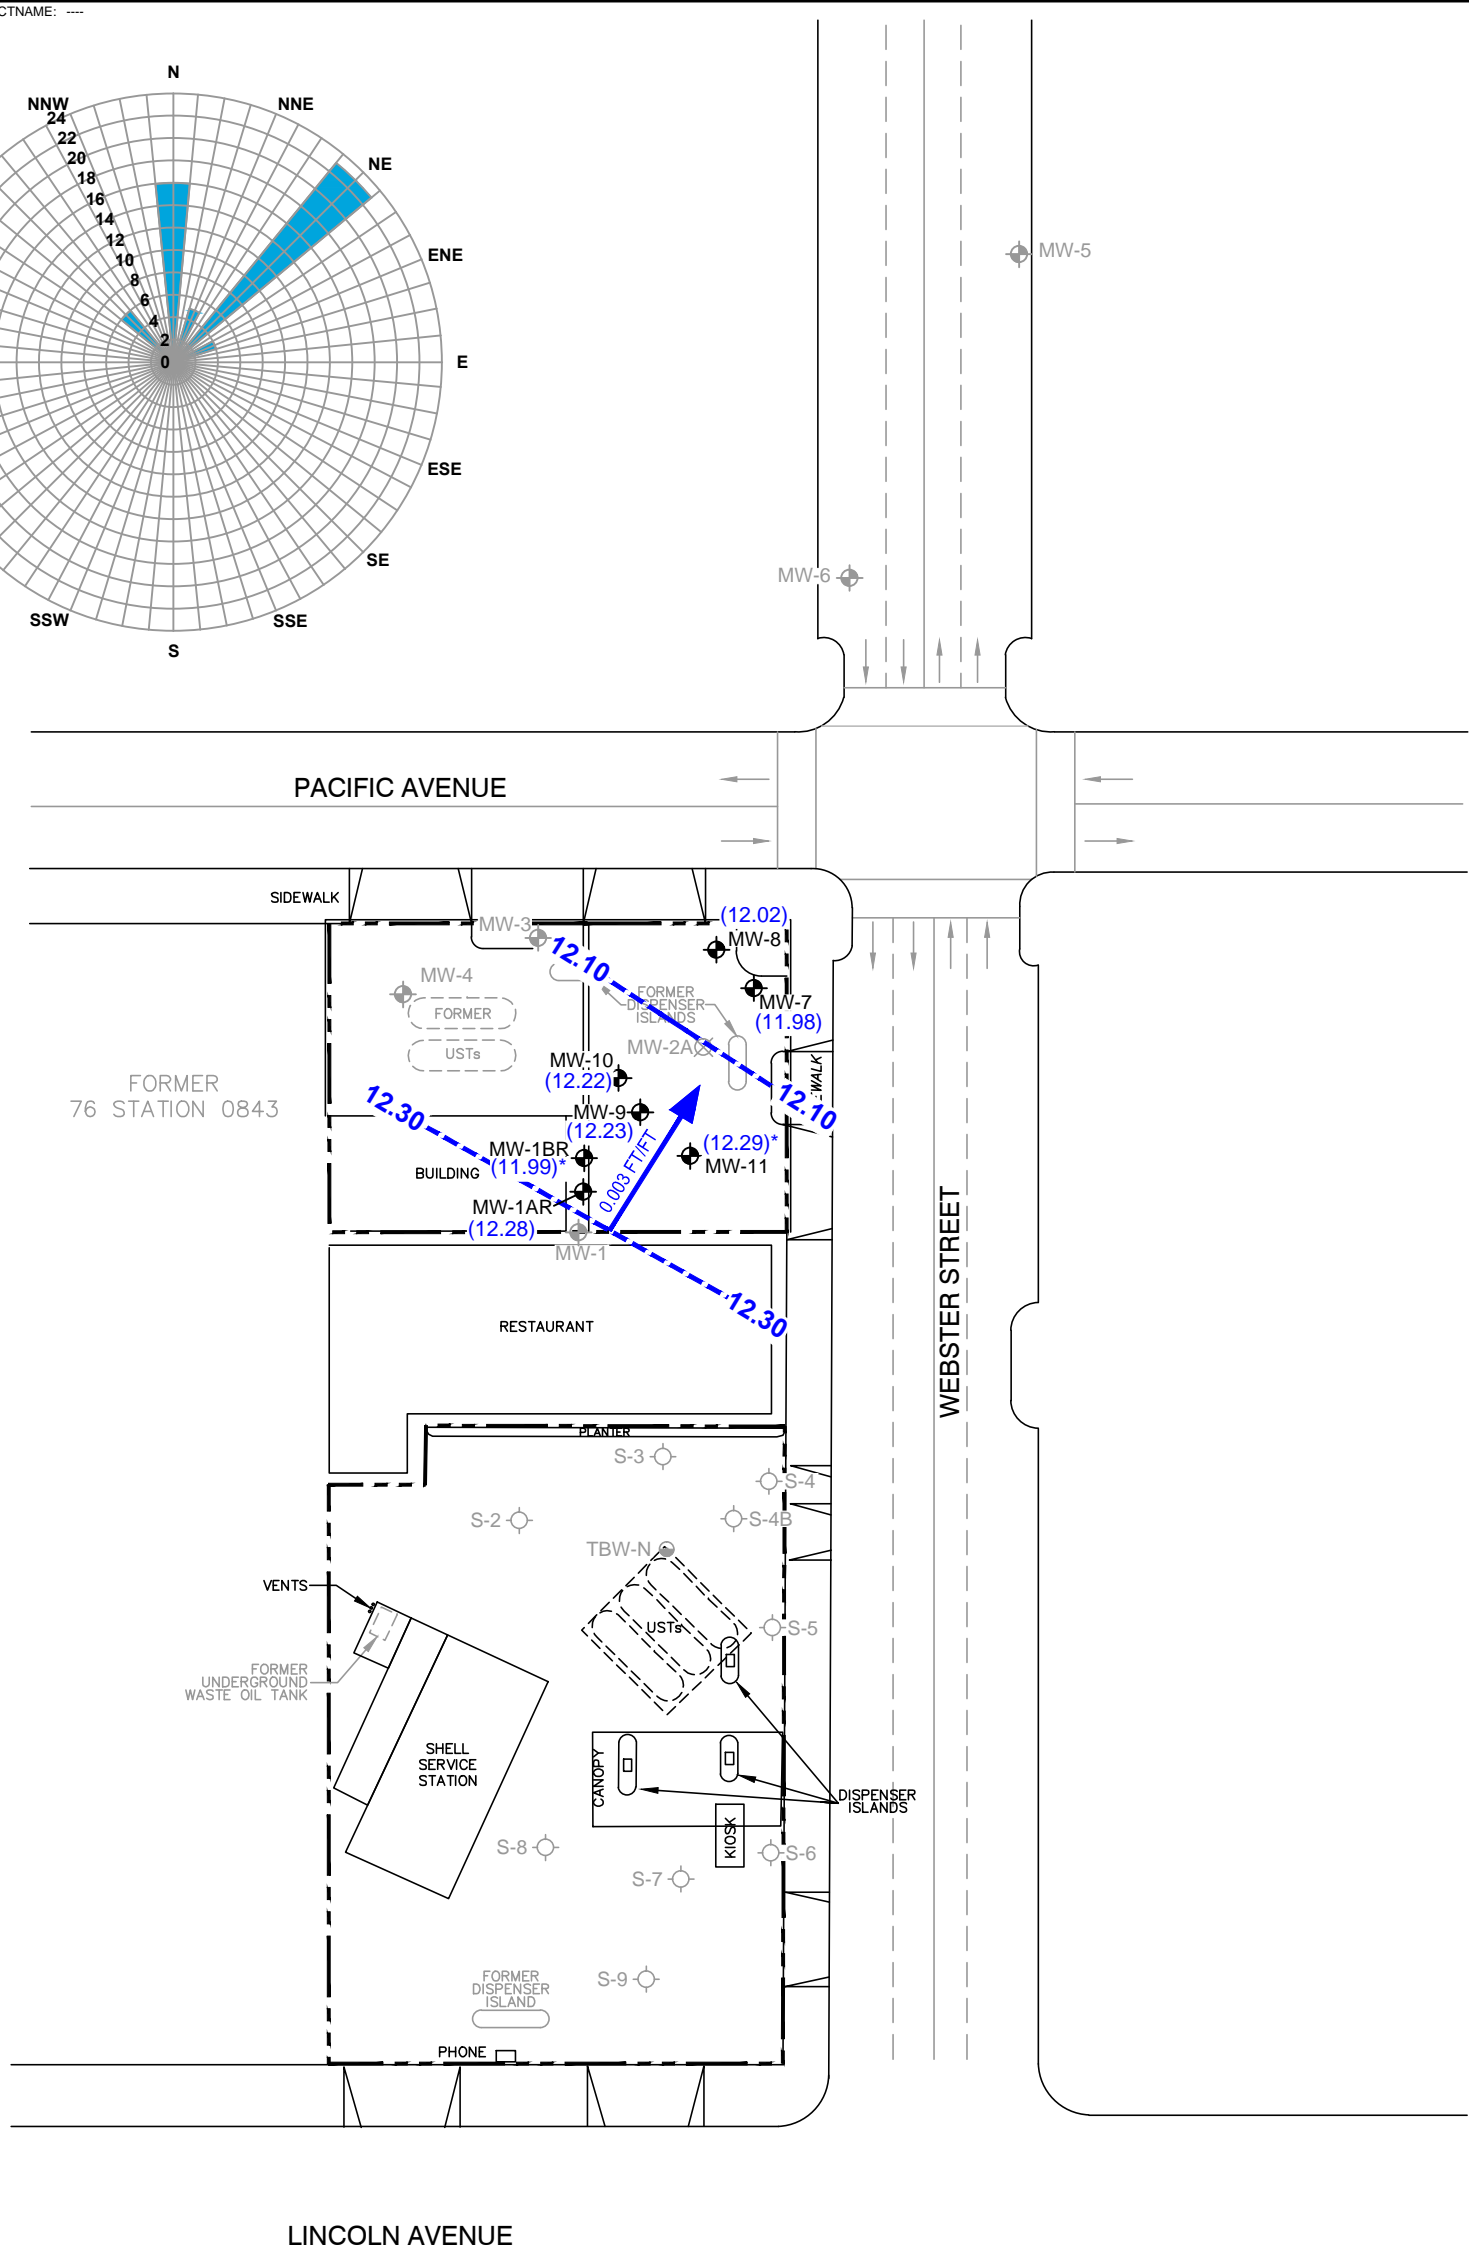 CTNAME: ----
N
NNW
NNE
24
22
20
18
16
14
12
10
8
6
4
2
0
NE
ENE
E
ESE
SE
SSE
S
SSW
MW-5
MW-6
PACIFIC AVENUE
SIDEWALK
MW-3
(12.02)
MW-8
12.10
MW-4
FORMER
USTs
FORMER
DISPENSER
ISLANDS
MW-7
(11.98)
MW-2A
MW-10
(12.22)
FORMER
76 STATION 0843
12.30
WALK
12.10
MW-9
(12.23)
MW-1BR
(11.99)*
BUILDING
(12.29)*
MW-11
0.003 FT/FT
MW-1AR
(12.28)
MW-1
12.30
WEBSTER STREET
RESTAURANT
PLANTER
S-3
S-4
S-2
S-4B
TBW-N
VENTS
USTs
S-5
FORMER
UNDERGROUND
WASTE OIL TANK
SHELL
SERVICE
STATION
CANOPY
DISPENSER
ISLANDS
KIOSK
S-8
S-6
S-7
FORMER
DISPENSER
ISLAND
S-9
PHONE
LINCOLN AVENUE